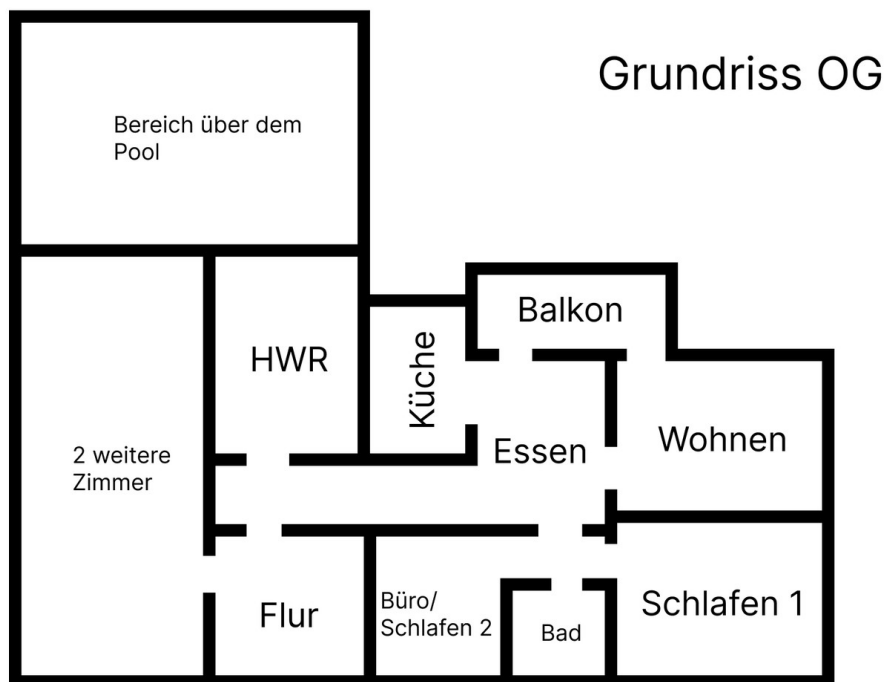 Grundriss OG
Bereich über dem
Pool
Balkon
HWR
Küche
Wohnen
Essen
2 weitere
Zimmer
Flur
Büro/
Schlafen 2
Bad
Schlafen 1